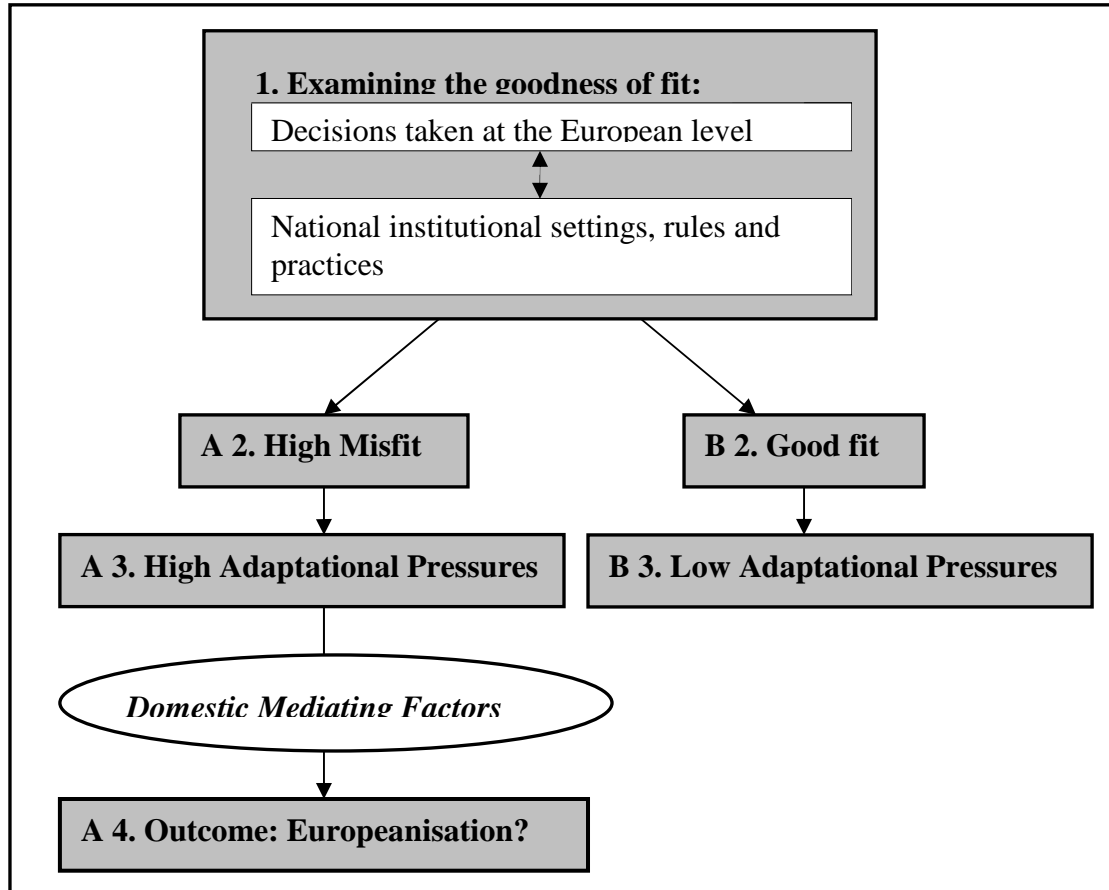 1. Examining the goodness of fit:
Decisions taken at the European level
National institutional settings, rules and
practices
A 2. High Misfit
B 2. Good fit
A 3. High Adaptational Pressures
B 3. Low Adaptational Pressures
Domestic Mediating Factors
A 4. Outcome: Europeanisation?